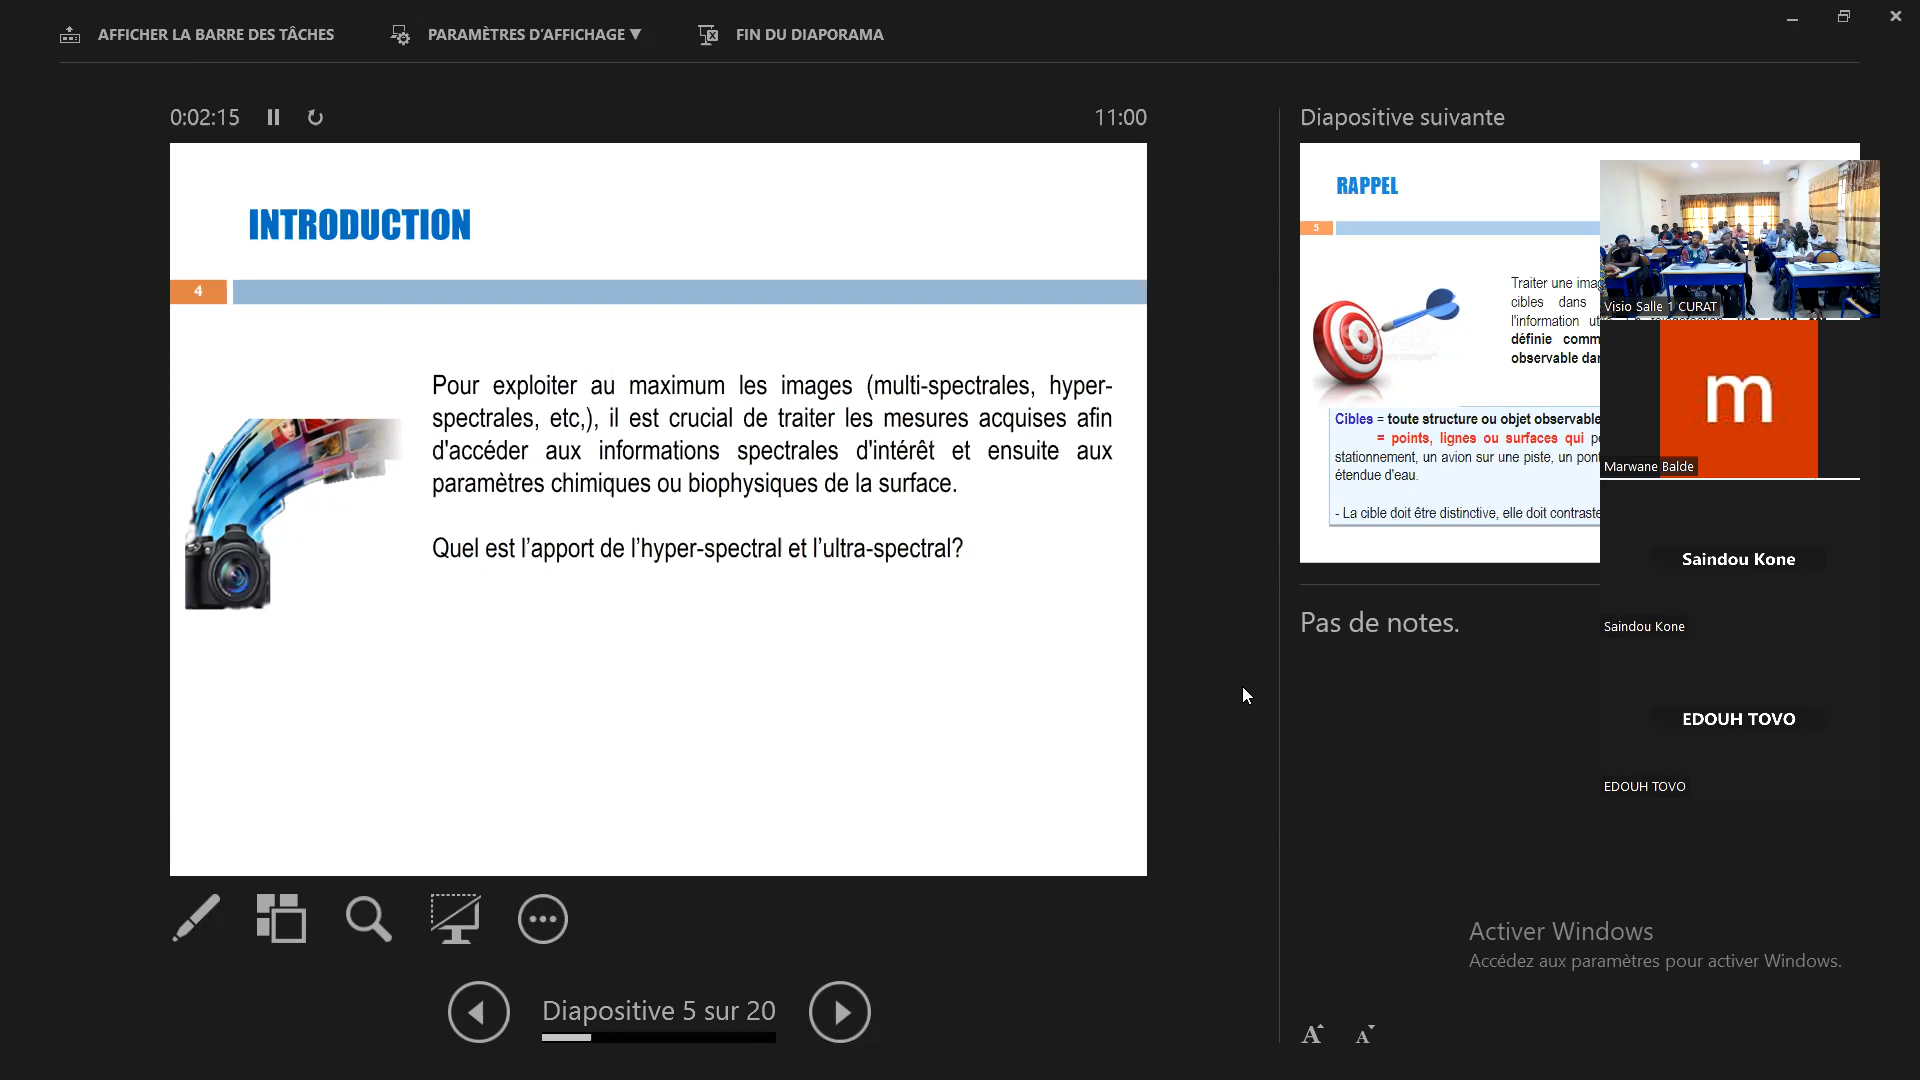 AFFICHER LA BARRE DES TÂCHES
PARAMÈTRES D'AFFICHAGE ▼
FIN DU DIAPORAMA
0:02:15
11:00
INTRODUCTION
4
Pour exploiter au maximum les images (multi-spectrales, hyper-
spectrales, etc,), il est crucial de traiter les mesures acquises afin
d'accéder aux informations spectrales d'intérêt et ensuite aux
paramètres chimiques ou biophysiques de la surface.
Quel est l'apport de l'hyper-spectral et l'ultra-spectral?
Diapositive 5 sur 20
Diapositive suivante
RAPPEL
5
Traiter une imag
cibles dans
l'information
définie comm
observable dan
Cibles = toute structure ou objet observable
= points, lignes ou surfaces qui pe
stationnement, un avion sur une piste, un pont
étendue d'eau.
- La cible doit être distinctive, elle doit contraste
Visio Salle 1 CURAT
m
Marwane Balde
Saindou Kone
Saindou Kone
EDOUH TOVO
EDOUH TOVO
Pas de notes.
Activer Windows
Accédez aux paramètres pour activer Windows.
A A